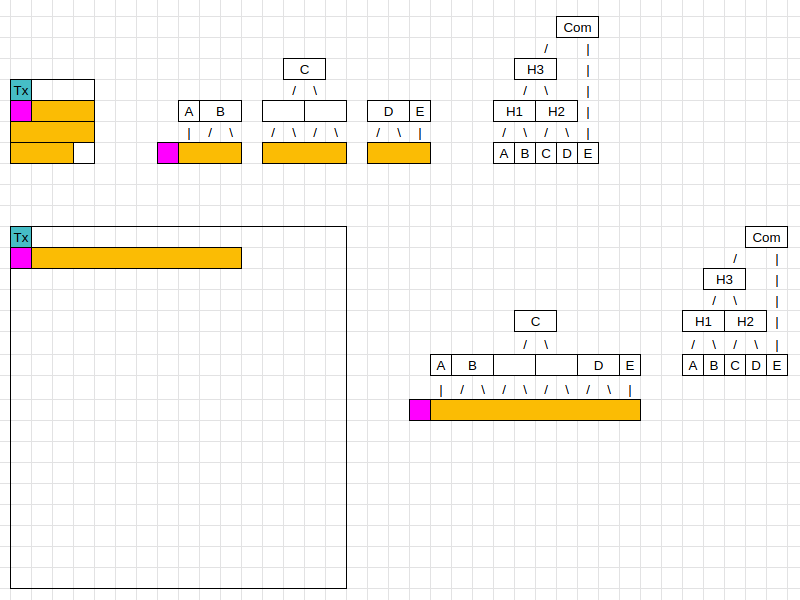 Com
/ |
C H3 |
Tx / \ / \ |
A B D E H1 H2 |
| / \ / \ / \ / \ | / \ / \ |
A B C D E
Tx Com
/ |
H3 |
/ \ |
C H1 H2 |
/ \ / \ / \ |
A B D E A B C D E
| / \ / \ / \ / \ |